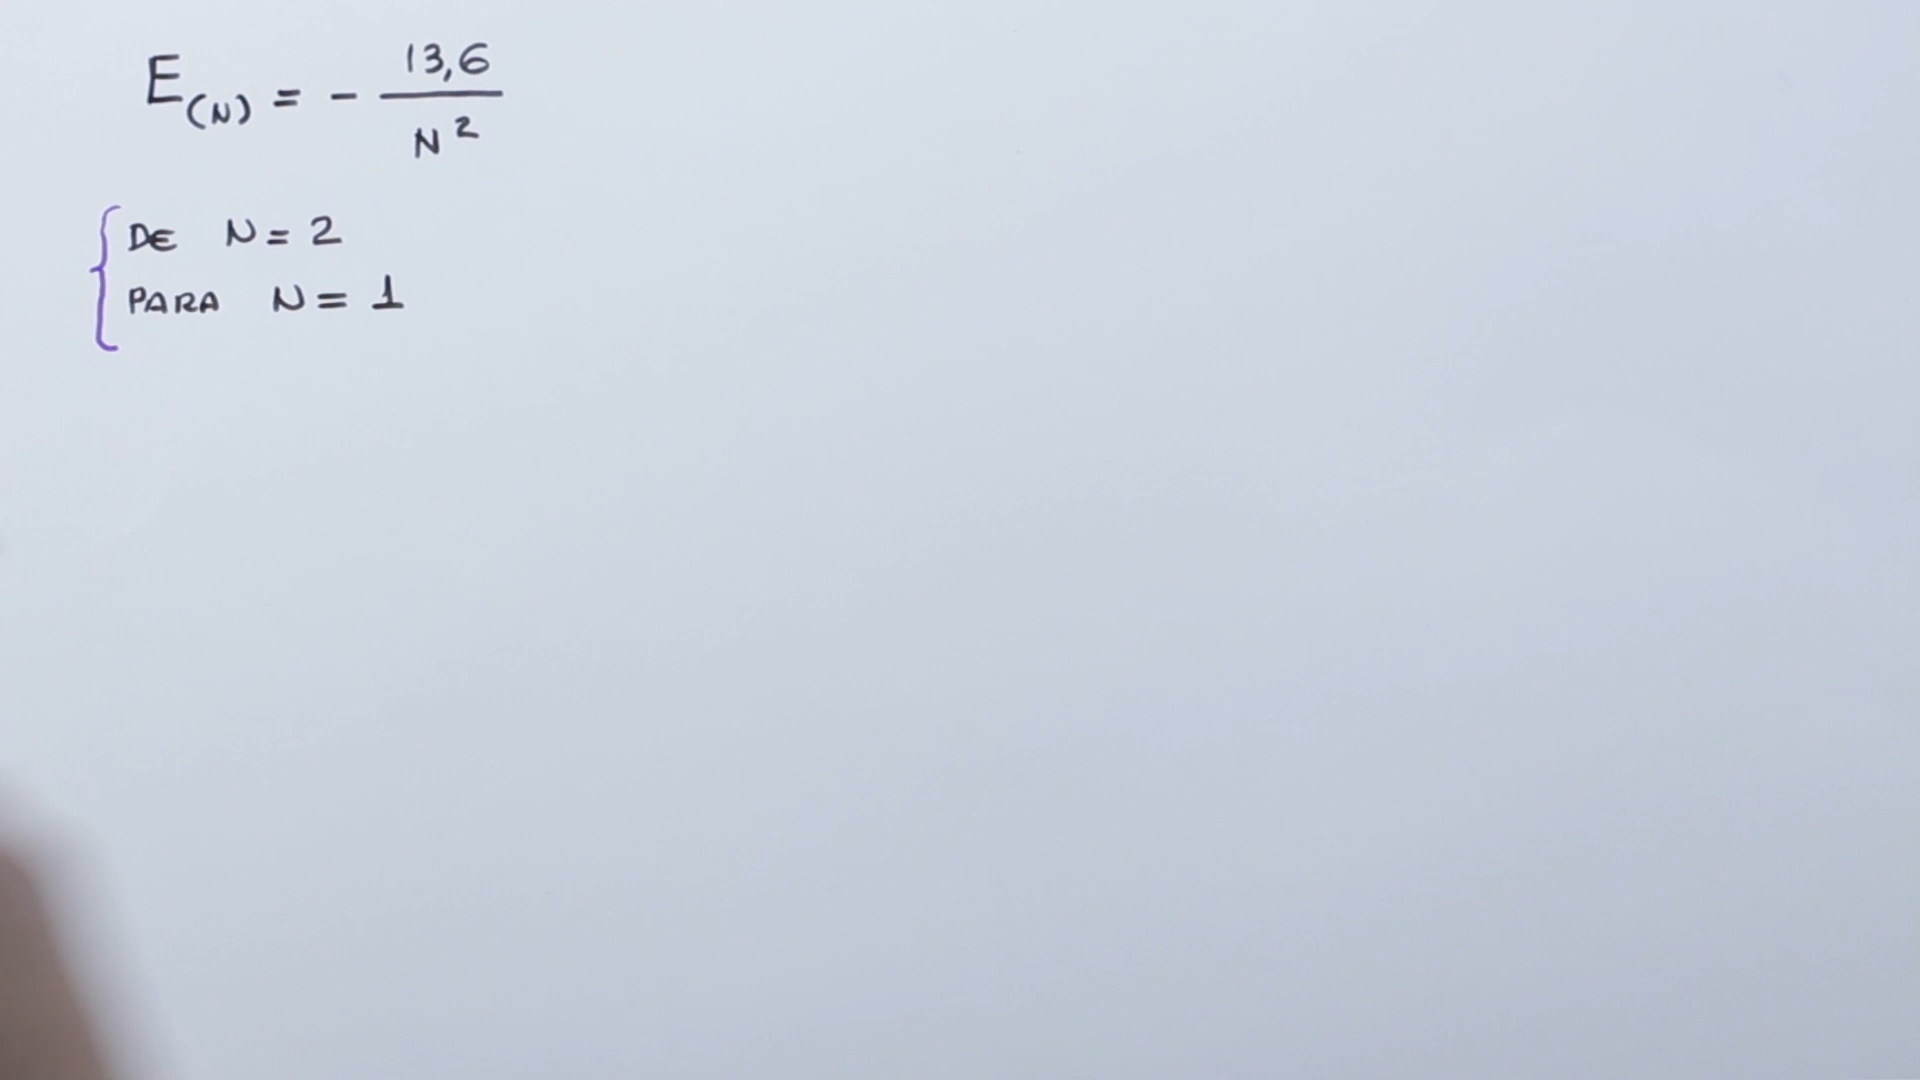 E(N) = - 13,6 / N²
DE N = 2
PARA N = 1